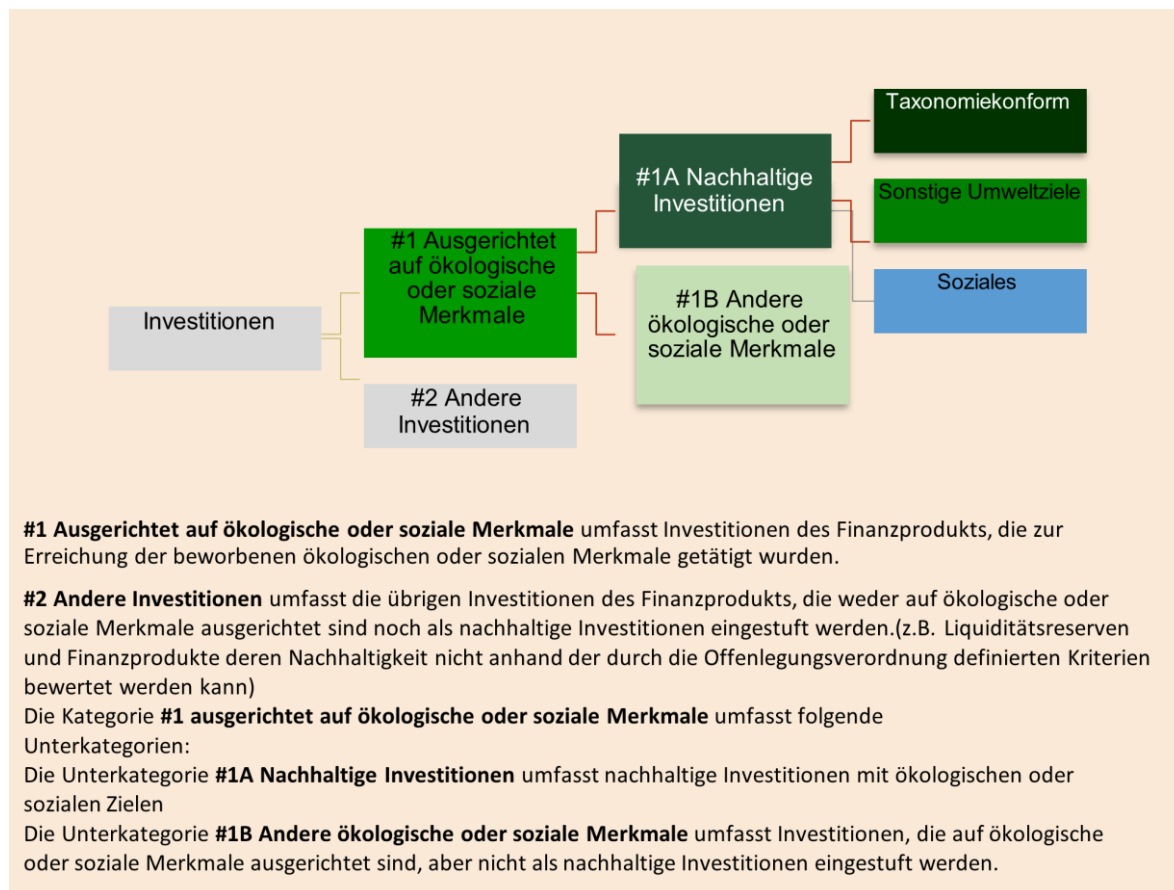 Taxonomiekonform
#1A Nachhaltige
Investitionen
Sonstige Umweltziele
#1 Ausgerichtet
auf ökologische
oder soziale
Merkmale
Soziales
#1B Andere
ökologische oder
soziale Merkmale
Investitionen
#2 Andere
Investitionen
#1 Ausgerichtet auf ökologische oder soziale Merkmale umfasst Investitionen des Finanzprodukts, die zur
Erreichung der beworbenen ökologischen oder sozialen Merkmale getätigt wurden.
#2 Andere Investitionen umfasst die übrigen Investitionen des Finanzprodukts, die weder auf ökologische oder
soziale Merkmale ausgerichtet sind noch als nachhaltige Investitionen eingestuft werden.(z.B. Liquiditätsreserven
und Finanzprodukte deren Nachhaltigkeit nicht anhand der durch die Offenlegungsverordnung definierten Kriterien
bewertet werden kann)
Die Kategorie #1 ausgerichtet auf ökologische oder soziale Merkmale umfasst folgende
Unterkategorien:
Die Unterkategorie #1A Nachhaltige Investitionen umfasst nachhaltige Investitionen mit ökologischen oder
sozialen Zielen
Die Unterkategorie #1B Andere ökologische oder soziale Merkmale umfasst Investitionen, die auf ökologische
oder soziale Merkmale ausgerichtet sind, aber nicht als nachhaltige Investitionen eingestuft werden.